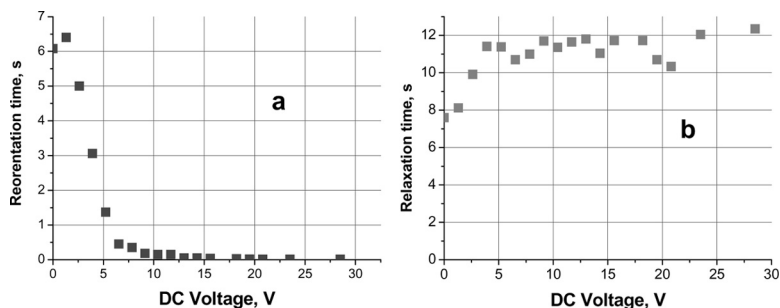 7
6
5
4
3
2
1
0
Reorentation time, s
0 5 10 15 20 25 30
DC Voltage, V
a
12
10
8
6
4
2
0
Relaxation time, s
0 5 10 15 20 25 30
DC Voltage, V
b